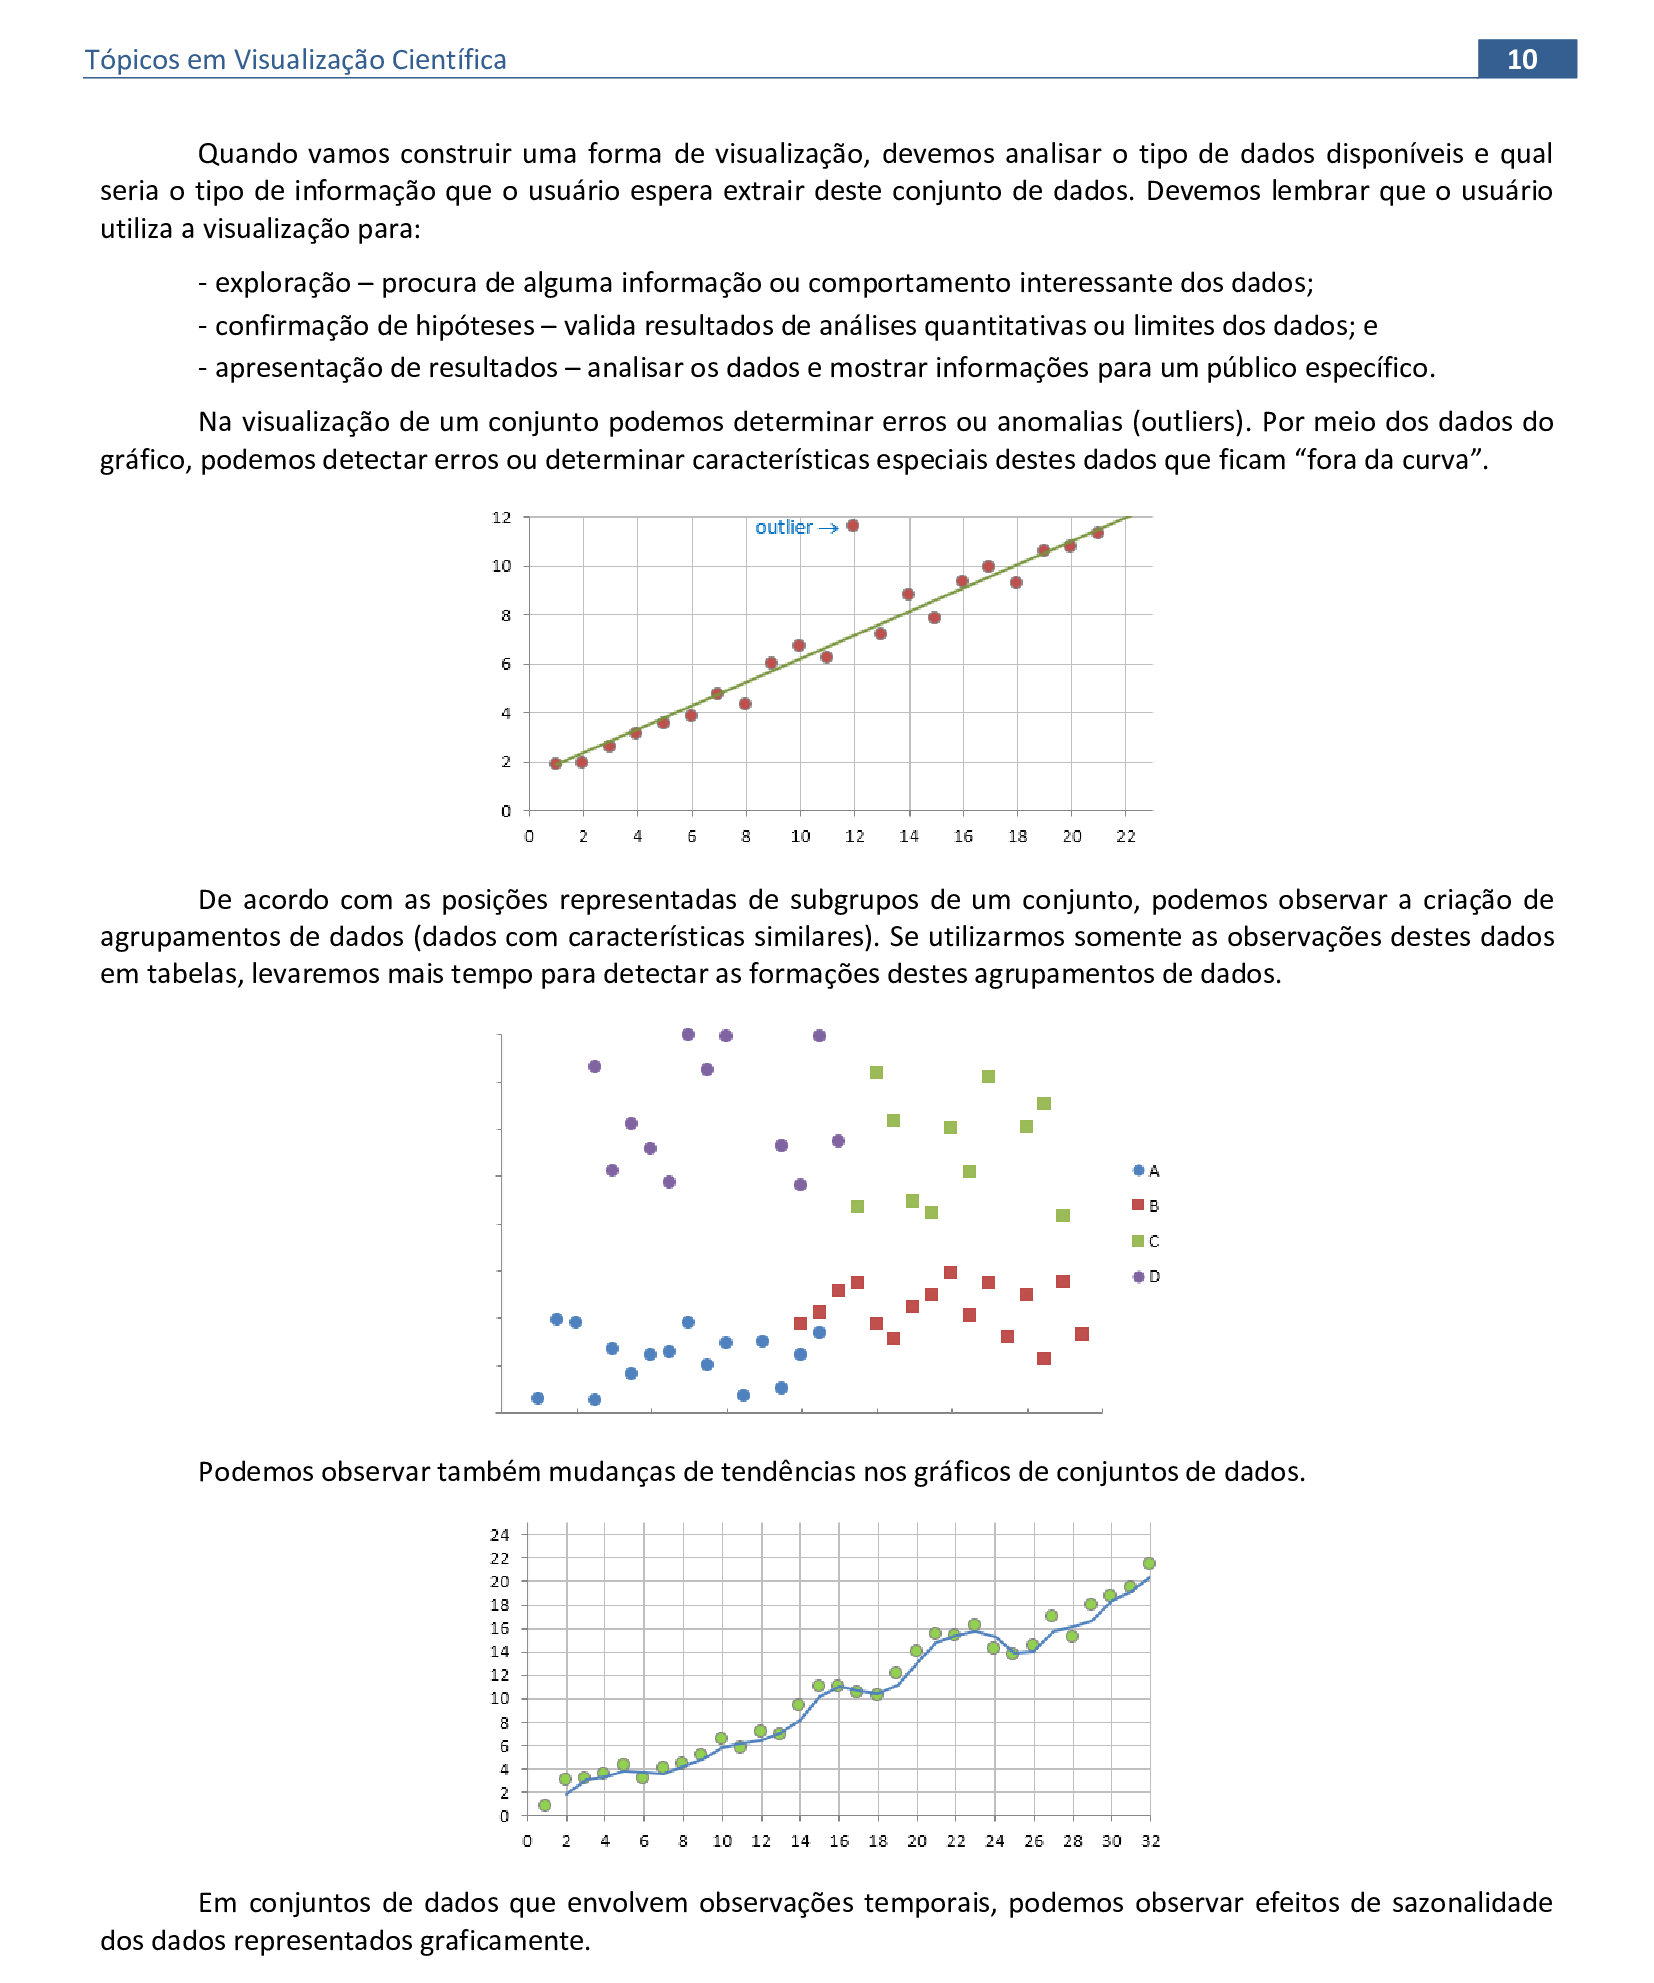 Tópicos em Visualização Científica 10
Quando vamos construir uma forma de visualização, devemos analisar o tipo de dados disponíveis e qual
seria o tipo de informação que o usuário espera extrair deste conjunto de dados. Devemos lembrar que o usuário
utiliza a visualização para:
- exploração – procura de alguma informação ou comportamento interessante dos dados;
- confirmação de hipóteses – valida resultados de análises quantitativas ou limites dos dados; e
- apresentação de resultados – analisar os dados e mostrar informações para um público específico.
Na visualização de um conjunto podemos determinar erros ou anomalias (outliers). Por meio dos dados do
gráfico, podemos detectar erros ou determinar características especiais destes dados que ficam “fora da curva”.
12
outlier →
10
8
6
4
2
0
0 2 4 6 8 10 12 14 16 18 20 22
De acordo com as posições representadas de subgrupos de um conjunto, podemos observar a criação de
agrupamentos de dados (dados com características similares). Se utilizarmos somente as observações destes dados
em tabelas, levaremos mais tempo para detectar as formações destes agrupamentos de dados.
A
B
C
D
Podemos observar também mudanças de tendências nos gráficos de conjuntos de dados.
24
22
20
18
16
14
12
10
8
6
4
2
0
0 2 4 6 8 10 12 14 16 18 20 22 24 26 28 30 32
Em conjuntos de dados que envolvem observações temporais, podemos observar efeitos de sazonalidade
dos dados representados graficamente.